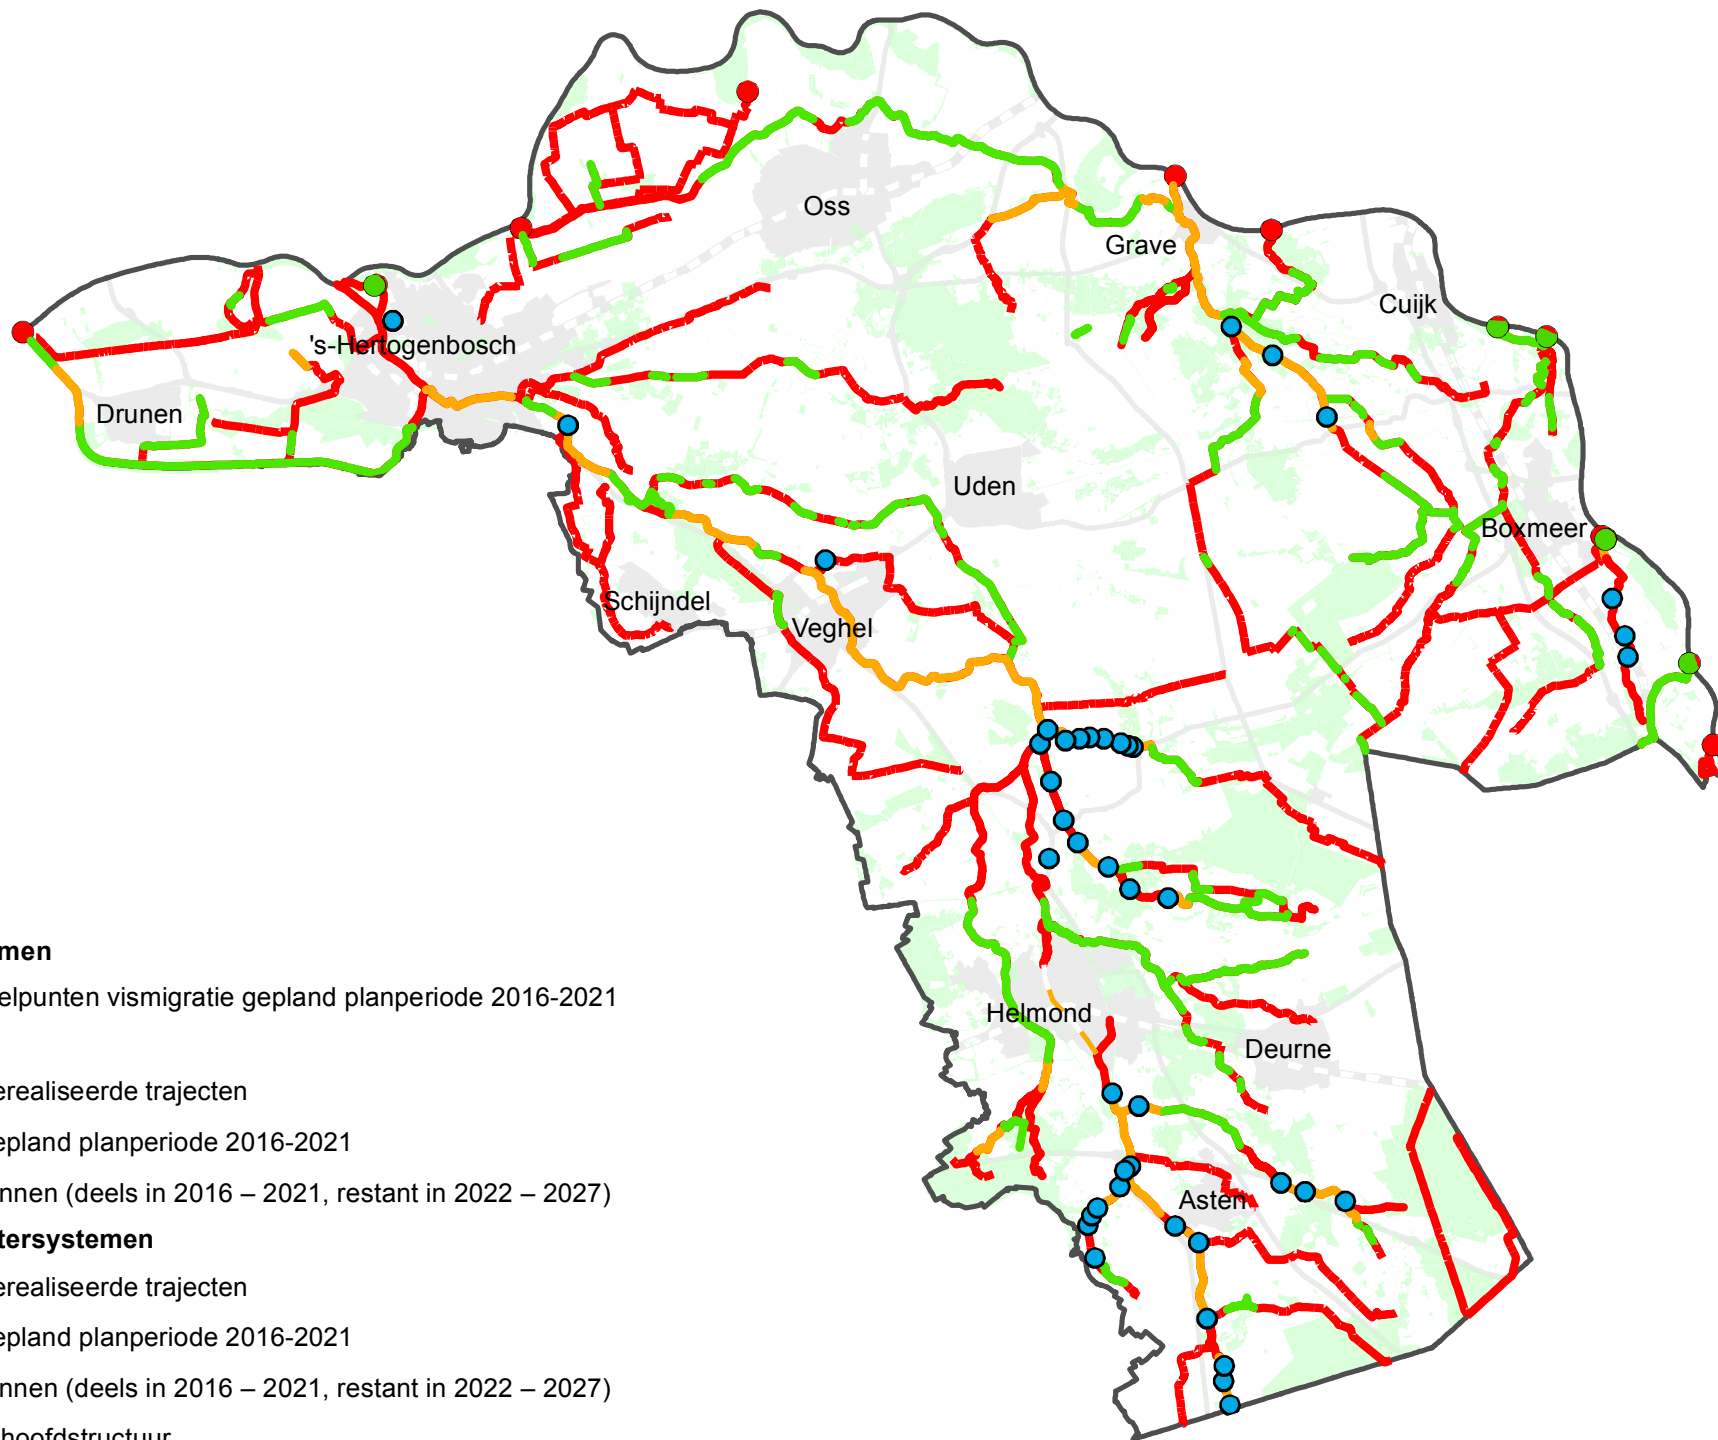 Oss
Grave
Cuijk
's-Hertogenbosch
Drunen
Uden
Boxmeer
Schijndel
Veghel
Helmond
Deurne
Asten
men
elpunten vismigratie gepland planperiode 2016-2021
erealiseerde trajecten
epland planperiode 2016-2021
nnen (deels in 2016 – 2021, restant in 2022 – 2027)
tersystemen
erealiseerde trajecten
epland planperiode 2016-2021
nnen (deels in 2016 – 2021, restant in 2022 – 2027)
hoofdstructuur